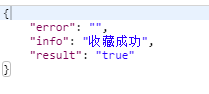 {
    "error": "",
    "info": "收藏成功",
    "result": "true"
}